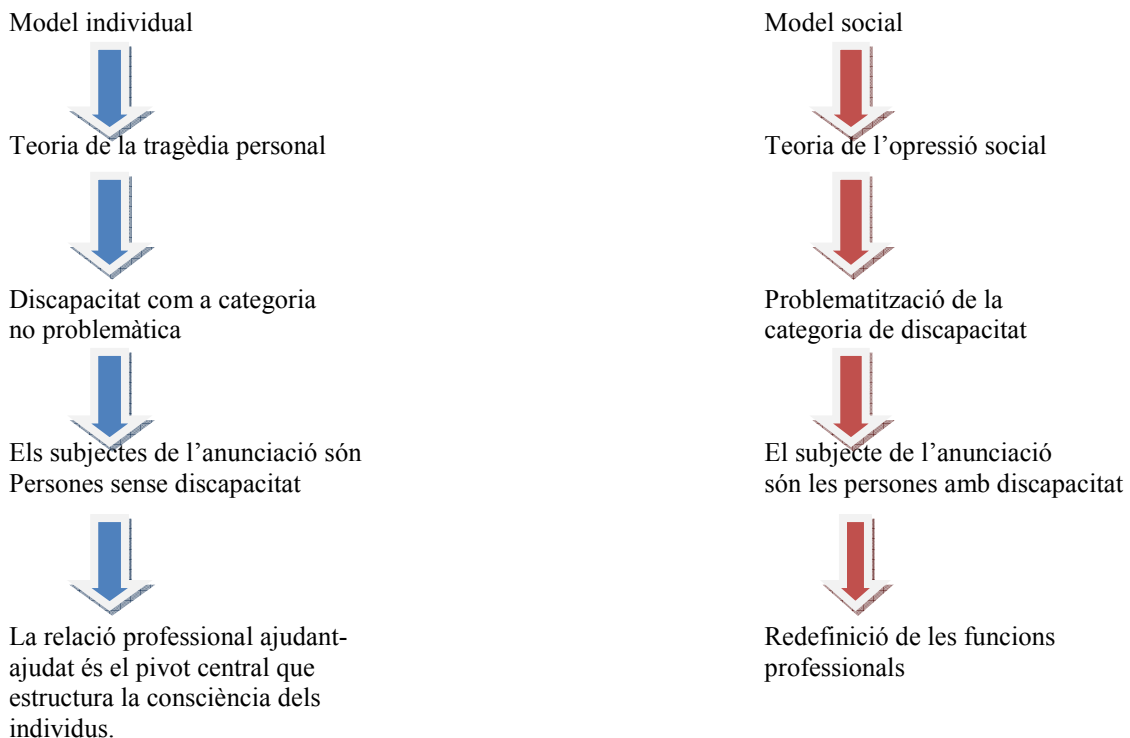 Model individual
Teoria de la tragèdia personal
Discapacitat com a categoria
no problemàtica
Els subjectes de l’anunciació són
Persones sense discapacitat
La relació professional ajudant-
ajudat és el pivot central que
estructura la consciència dels
individus.
Model social
Teoria de l’opressió social
Problematització de la
categoria de discapacitat
El subjecte de l’anunciació
són les persones amb discapacitat
Redefinició de les funcions
professionals